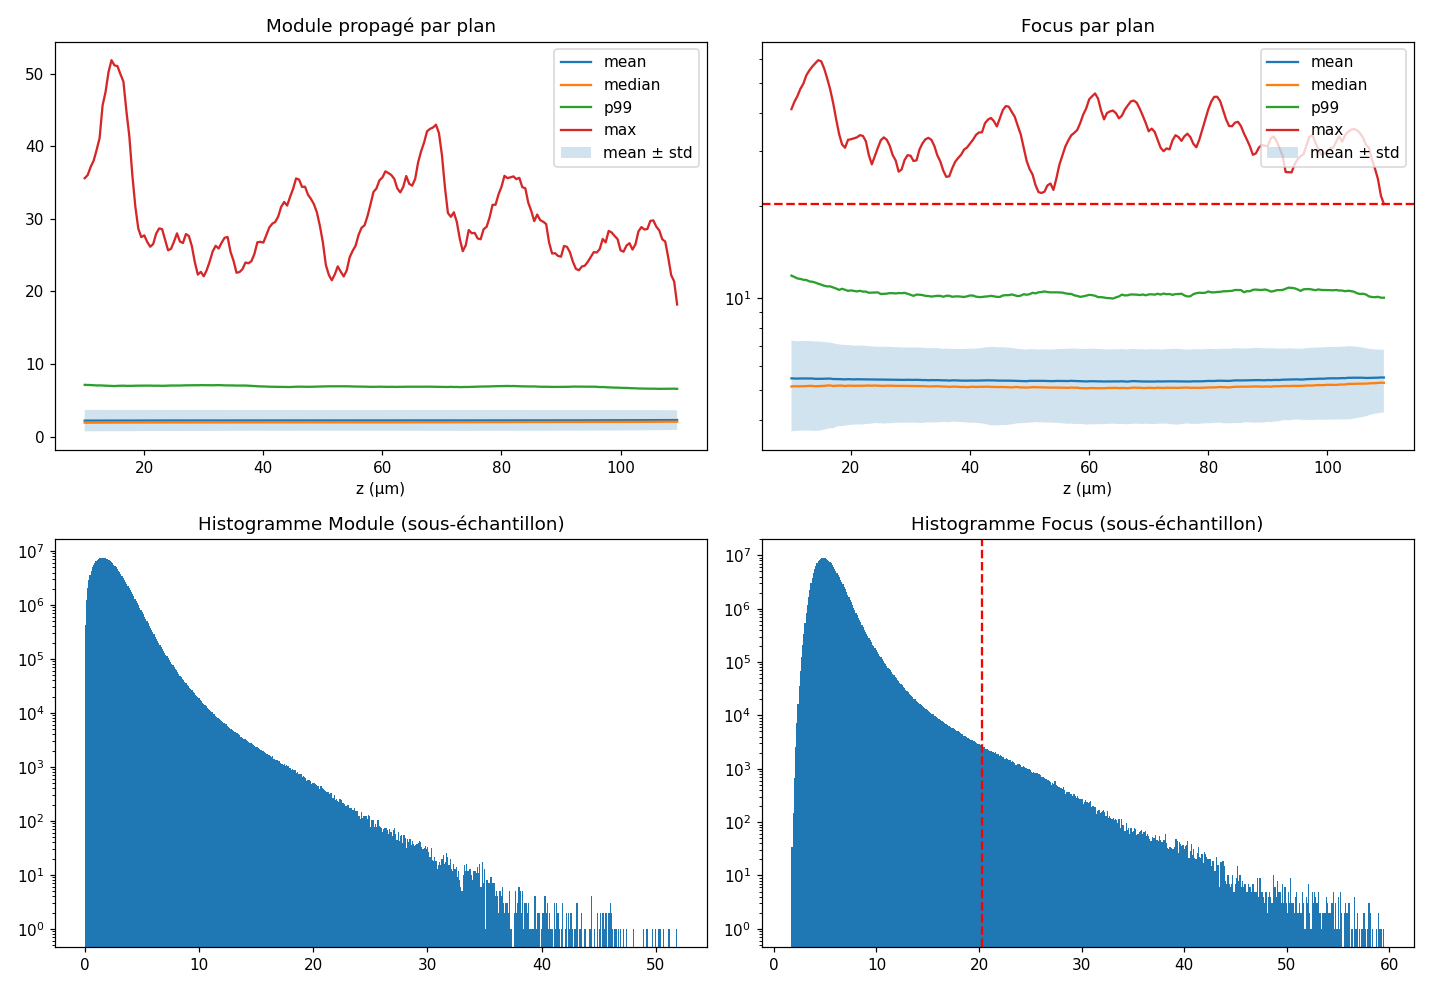 Module propagé par plan
50
40
30
20
10
0
20
40
60
80
100
z (µm)
mean
median
p99
max
mean ± std
Focus par plan
10¹
20
40
60
80
100
z (µm)
mean
median
p99
max
mean ± std
Histogramme Module (sous-échantillon)
10⁷
10⁶
10⁵
10⁴
10³
10²
10¹
10⁰
0
10
20
30
40
50
Histogramme Focus (sous-échantillon)
10⁷
10⁶
10⁵
10⁴
10³
10²
10¹
10⁰
0
10
20
30
40
50
60